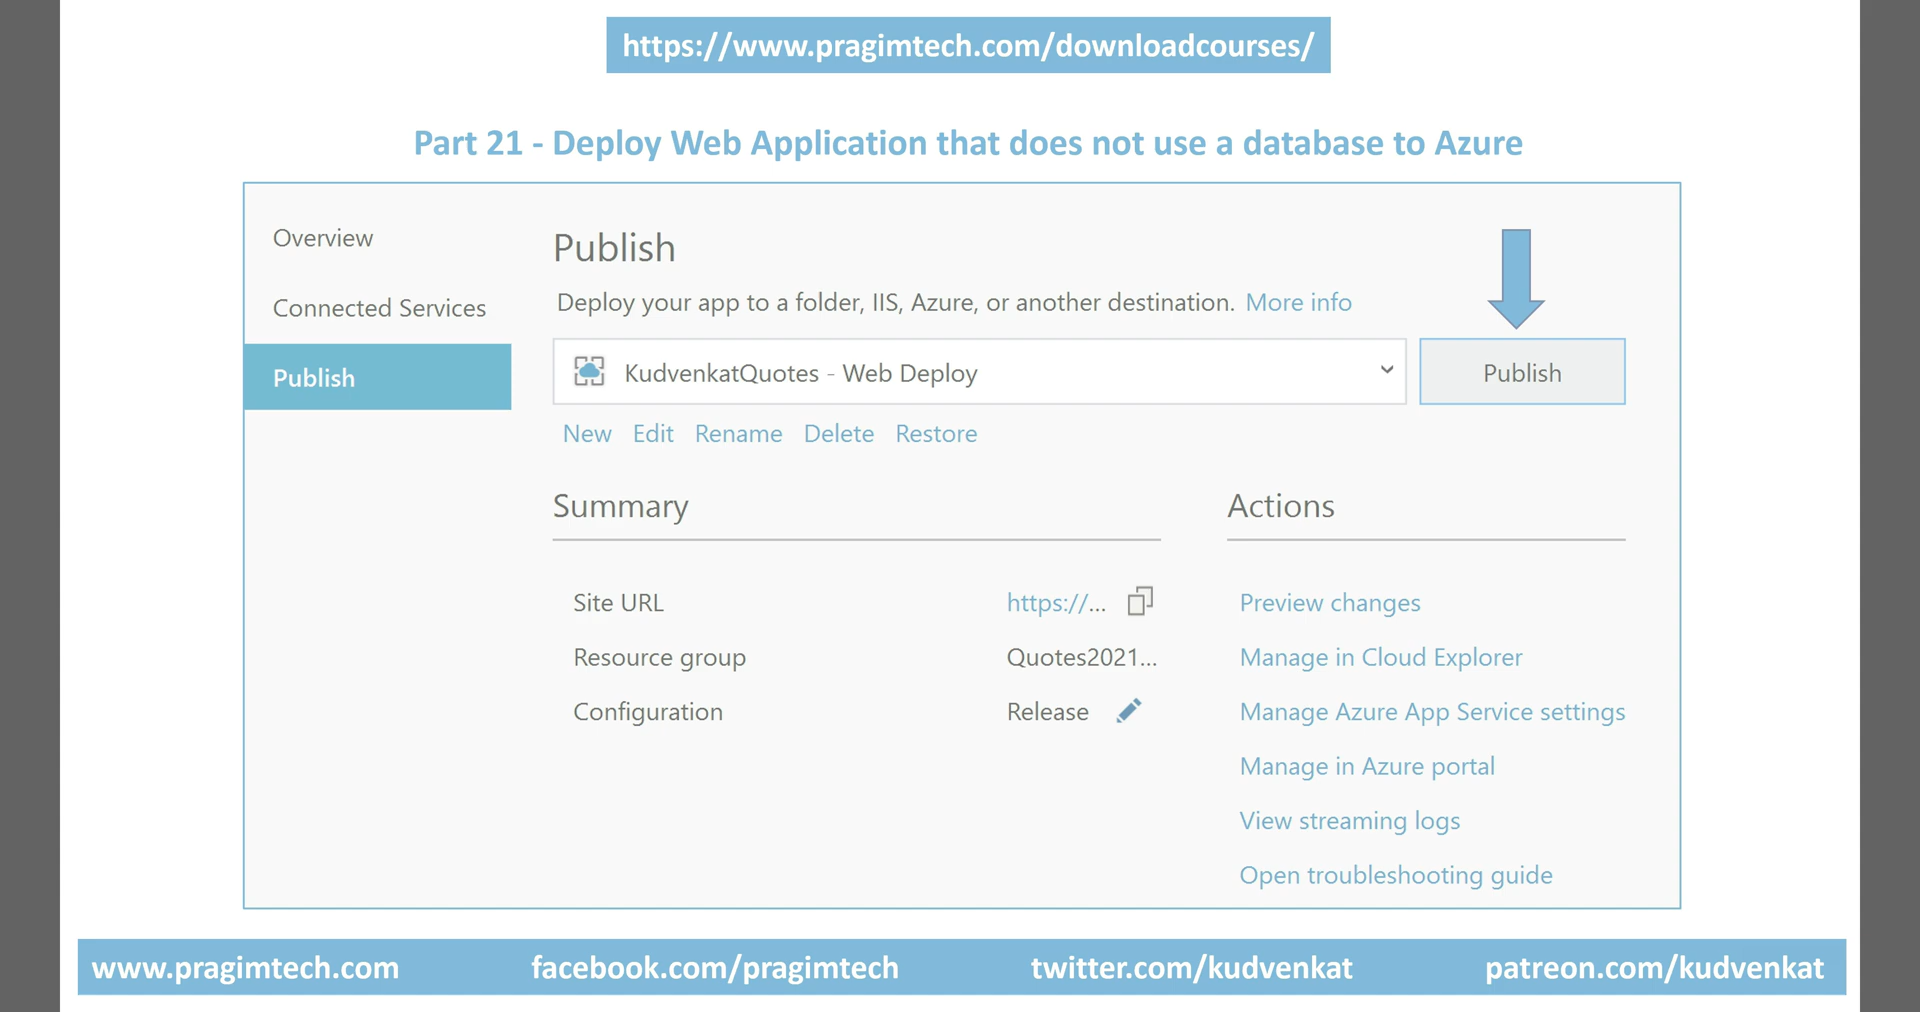 https://www.pragimtech.com/downloadcourses/
Part 21 - Deploy Web Application that does not use a database to Azure
Overview
Connected Services
Publish
Publish
Deploy your app to a folder, IIS, Azure, or another destination. More info
KudvenkatQuotes - Web Deploy
Publish
New Edit Rename Delete Restore
Summary
Site URL https://...
Resource group Quotes2021...
Configuration Release
Actions
Preview changes
Manage in Cloud Explorer
Manage Azure App Service settings
Manage in Azure portal
View streaming logs
Open troubleshooting guide
www.pragimtech.com facebook.com/pragimtech twitter.com/kudvenkat patreon.com/kudvenkat